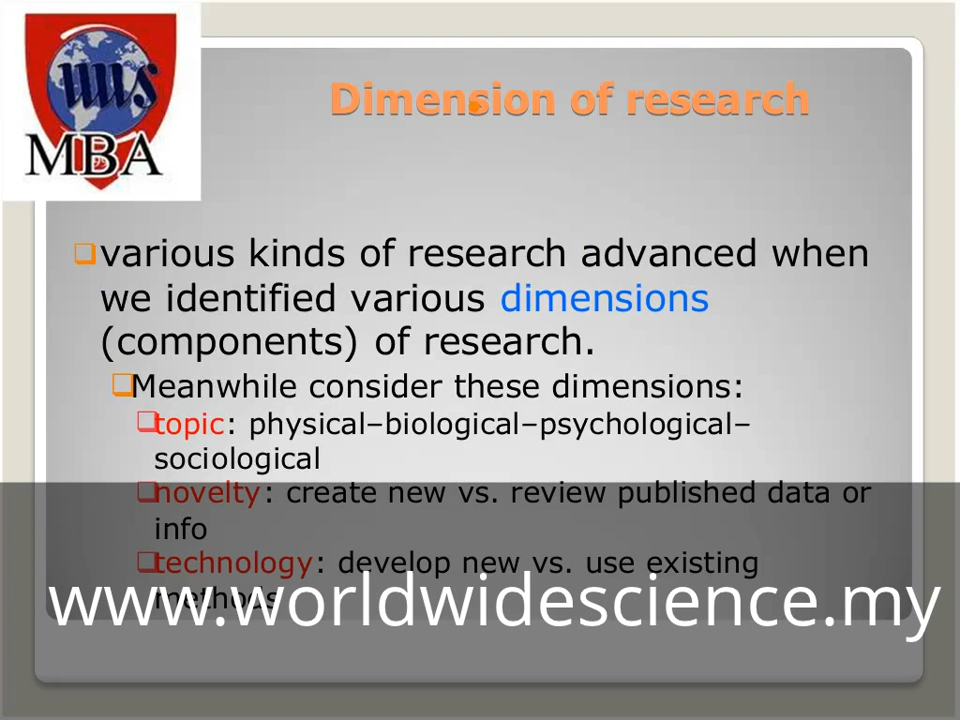 wws
MBA
Dimension of research
various kinds of research advanced when
we identified various dimensions
(components) of research.
Meanwhile consider these dimensions:
topic: physical–biological–psychological–
sociological
novelty: create new vs. review published data or
info
technology: develop new vs. use existing
methods
www.worldwidescience.my